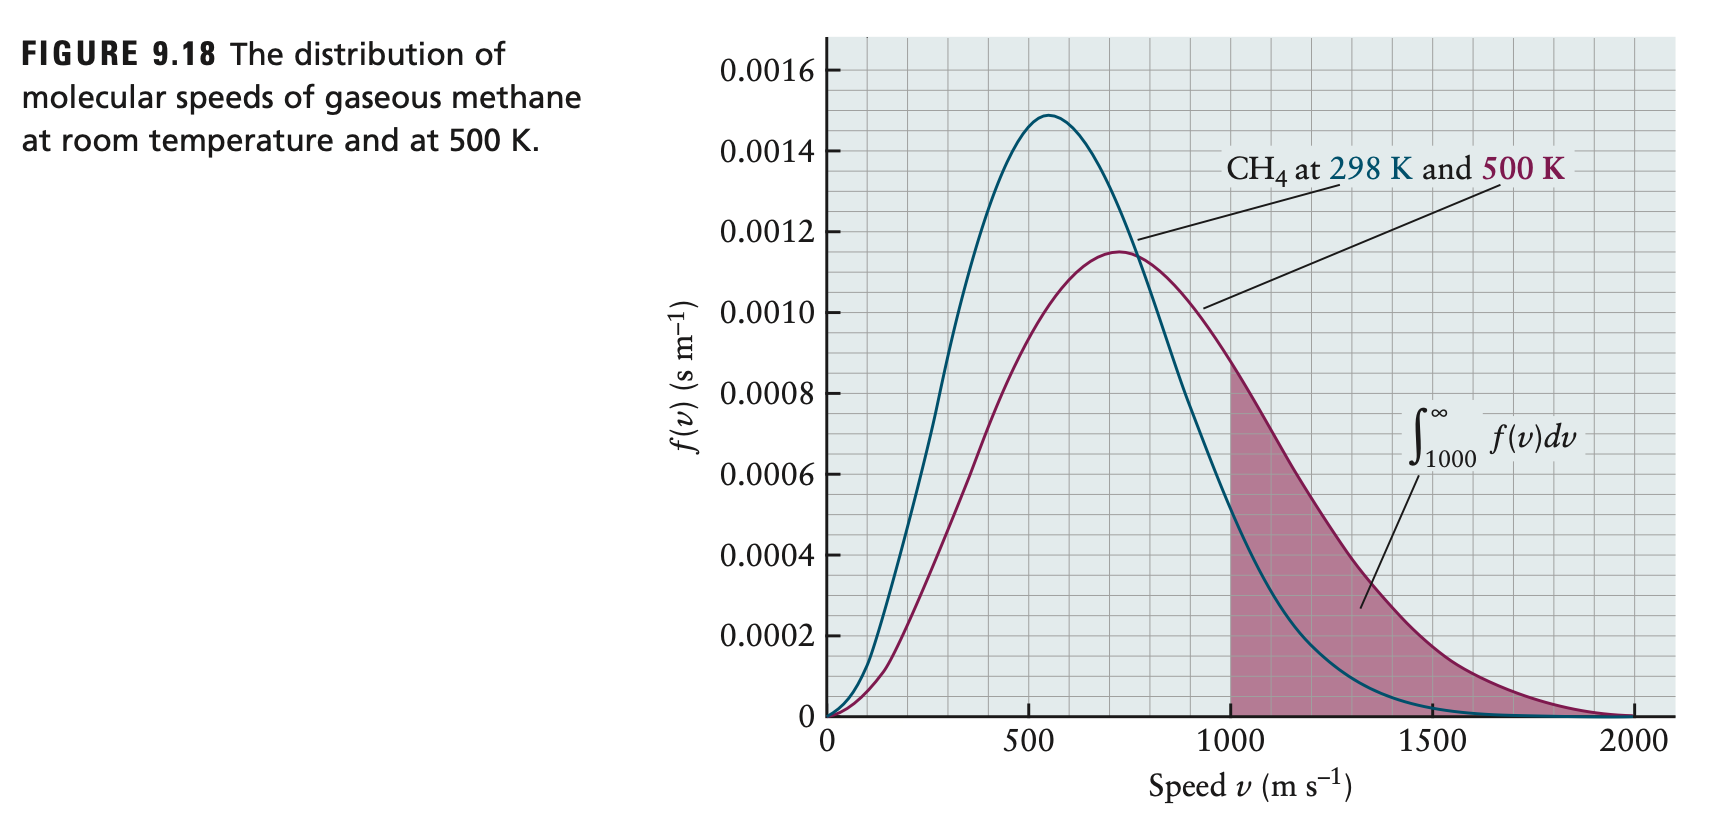 FIGURE 9.18 The distribution of
molecular speeds of gaseous methane
at room temperature and at 500 K.
0.0016
0.0014
CH₄ at 298 K and 500 K
0.0012
0.0010
f(v) (s m⁻¹)
0.0008
∫₁₀₀₀^∞ f(v)dv
0.0006
0.0004
0.0002
0
0 500 1000 1500 2000
Speed v (m s⁻¹)